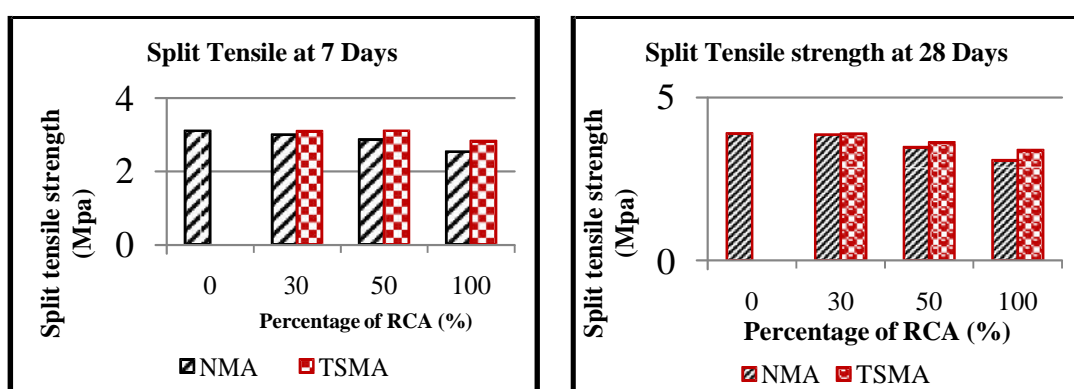 Split Tensile at 7 Days
Split tensile strength
(Mpa)
4
2
0
0 30 50 100
Percentage of RCA (%)
NMA TSMA
Split Tensile strength at 28 Days
Split tensile strength
(Mpa)
5
0
0 30 50 100
Percentage of RCA (%)
NMA TSMA